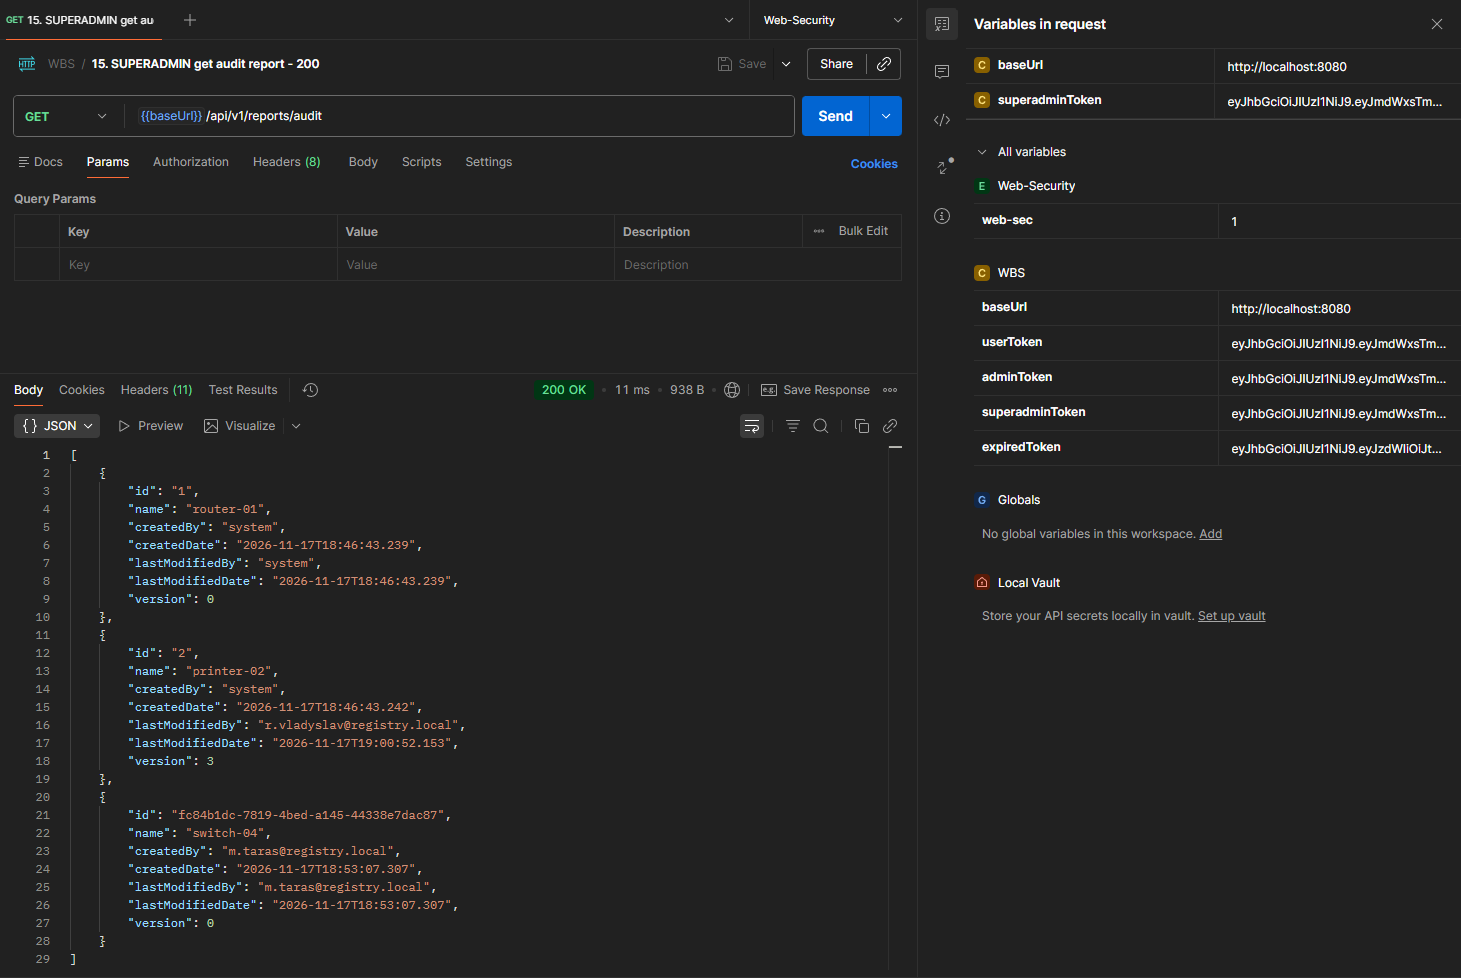 GET 15. SUPERADMIN get au
Web-Security
HTTP WBS / 15. SUPERADMIN get audit report - 200
Save
Share
GET
{{baseUrl}} /api/v1/reports/audit
Send
Docs Params Authorization Headers (8) Body Scripts Settings
Cookies
Query Params
Key Value Description Bulk Edit
Key Value Description
Body Cookies Headers (11) Test Results
200 OK • 11 ms • 938 B • e.g. Save Response
{} JSON Preview Visualize
1 [
2 {
3 "id": "1",
4 "name": "router-01",
5 "createdBy": "system",
6 "createdDate": "2026-11-17T18:46:43.239",
7 "lastModifiedBy": "system",
8 "lastModifiedDate": "2026-11-17T18:46:43.239",
9 "version": 0
10 },
11 {
12 "id": "2",
13 "name": "printer-02",
14 "createdBy": "system",
15 "createdDate": "2026-11-17T18:46:43.242",
16 "lastModifiedBy": "r.vladyslav@registry.local",
17 "lastModifiedDate": "2026-11-17T19:00:52.153",
18 "version": 3
19 },
20 {
21 "id": "fc84b1dc-7819-4bed-a145-44338e7dac87",
22 "name": "switch-04",
23 "createdBy": "m.taras@registry.local",
24 "createdDate": "2026-11-17T18:53:07.307",
25 "lastModifiedBy": "m.taras@registry.local",
26 "lastModifiedDate": "2026-11-17T18:53:07.307",
27 "version": 0
28 }
29 ]
Variables in request
C baseUrl http://localhost:8080
C superadminToken eyJhbGciOiJIUzI1NiJ9.eyJmdWxsTm...
All variables
E Web-Security
web-sec 1
C WBS
baseUrl http://localhost:8080
userToken eyJhbGciOiJIUzI1NiJ9.eyJmdWxsTm...
adminToken eyJhbGciOiJIUzI1NiJ9.eyJmdWxsTm...
superadminToken eyJhbGciOiJIUzI1NiJ9.eyJmdWxsTm...
expiredToken eyJhbGciOiJIUzI1NiJ9.eyJzdWIiOiJt...
G Globals
No global variables in this workspace. Add
Local Vault
Store your API secrets locally in vault. Set up vault